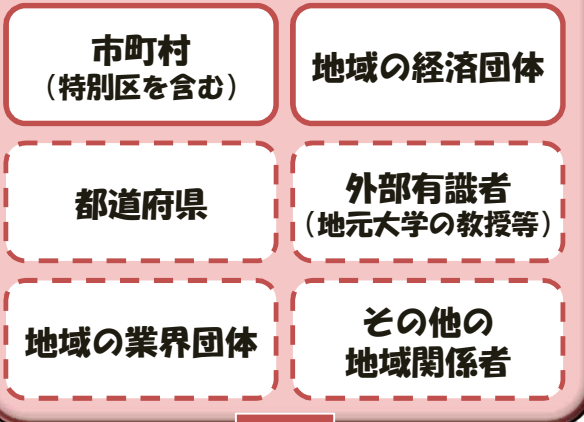 市町村
（特別区を含む）
地域の経済団体
都道府県
外部有識者
（地元大学の教授等）
地域の業界団体
その他の
地域関係者